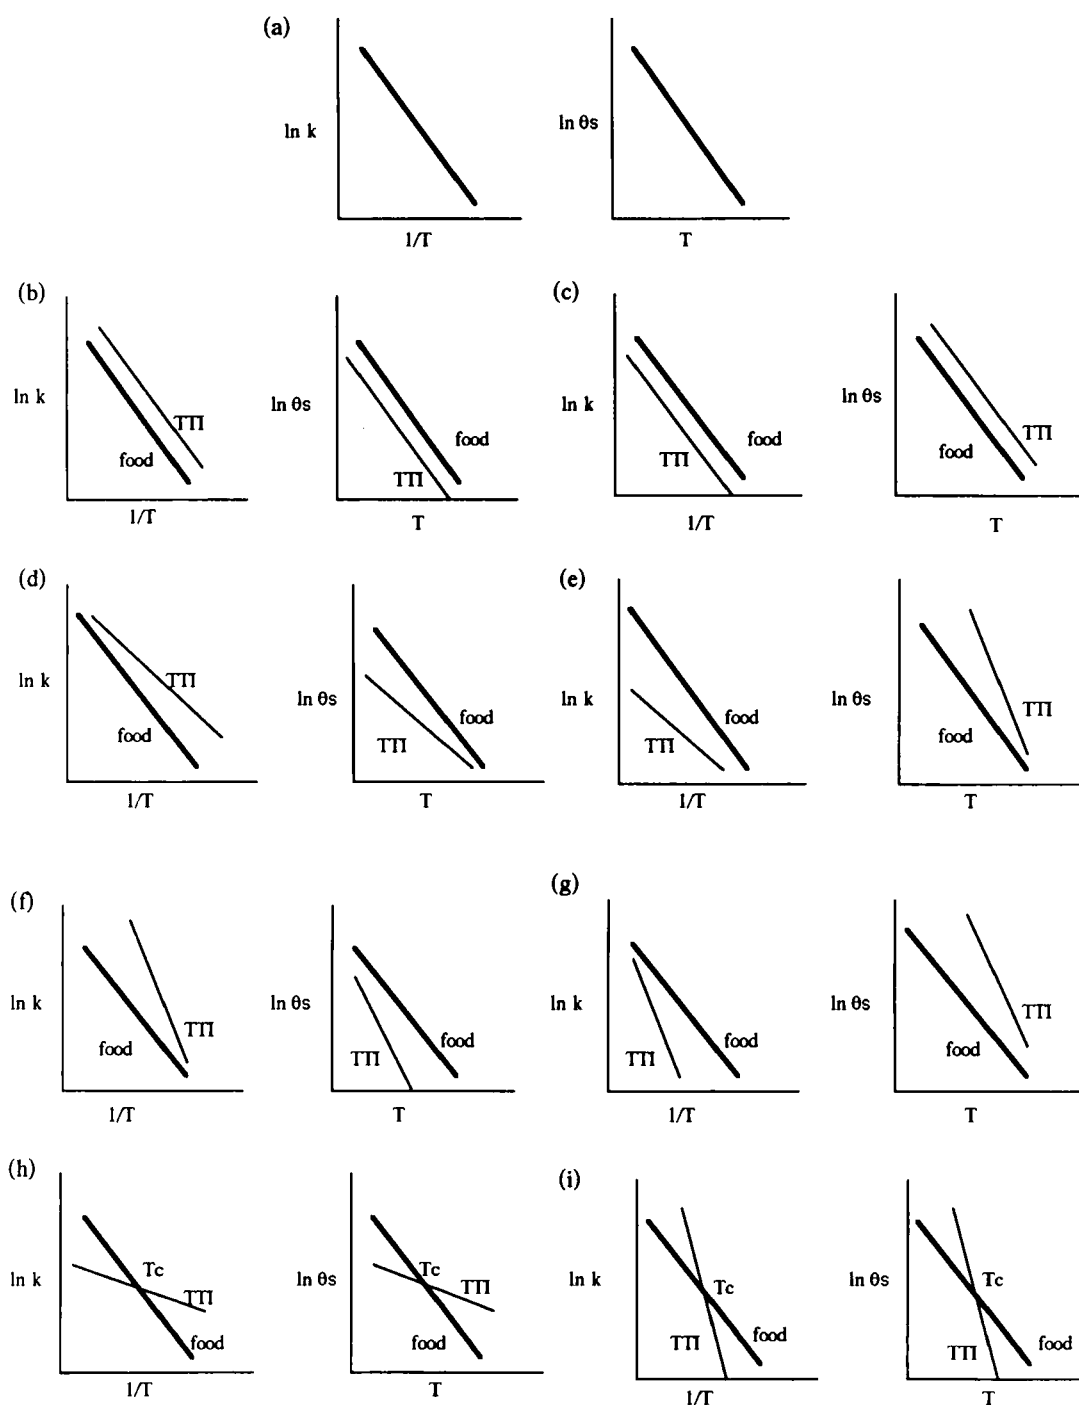 (a)
ln k
1/T
ln θs
T
(b)
ln k
TTI
food
1/T
ln θs
food
TTI
T
(c)
ln k
food
TTI
1/T
ln θs
TTI
food
T
(d)
ln k
TTI
food
1/T
ln θs
food
TTI
T
(e)
ln k
food
TTI
1/T
ln θs
TTI
food
T
(f)
ln k
TTI
food
1/T
ln θs
food
TTI
T
(g)
ln k
food
TTI
1/T
ln θs
TTI
food
T
(h)
ln k
Tc
TTI
food
1/T
ln θs
Tc
TTI
food
T
(i)
ln k
Tc
food
TTI
1/T
ln θs
Tc
food
TTI
T